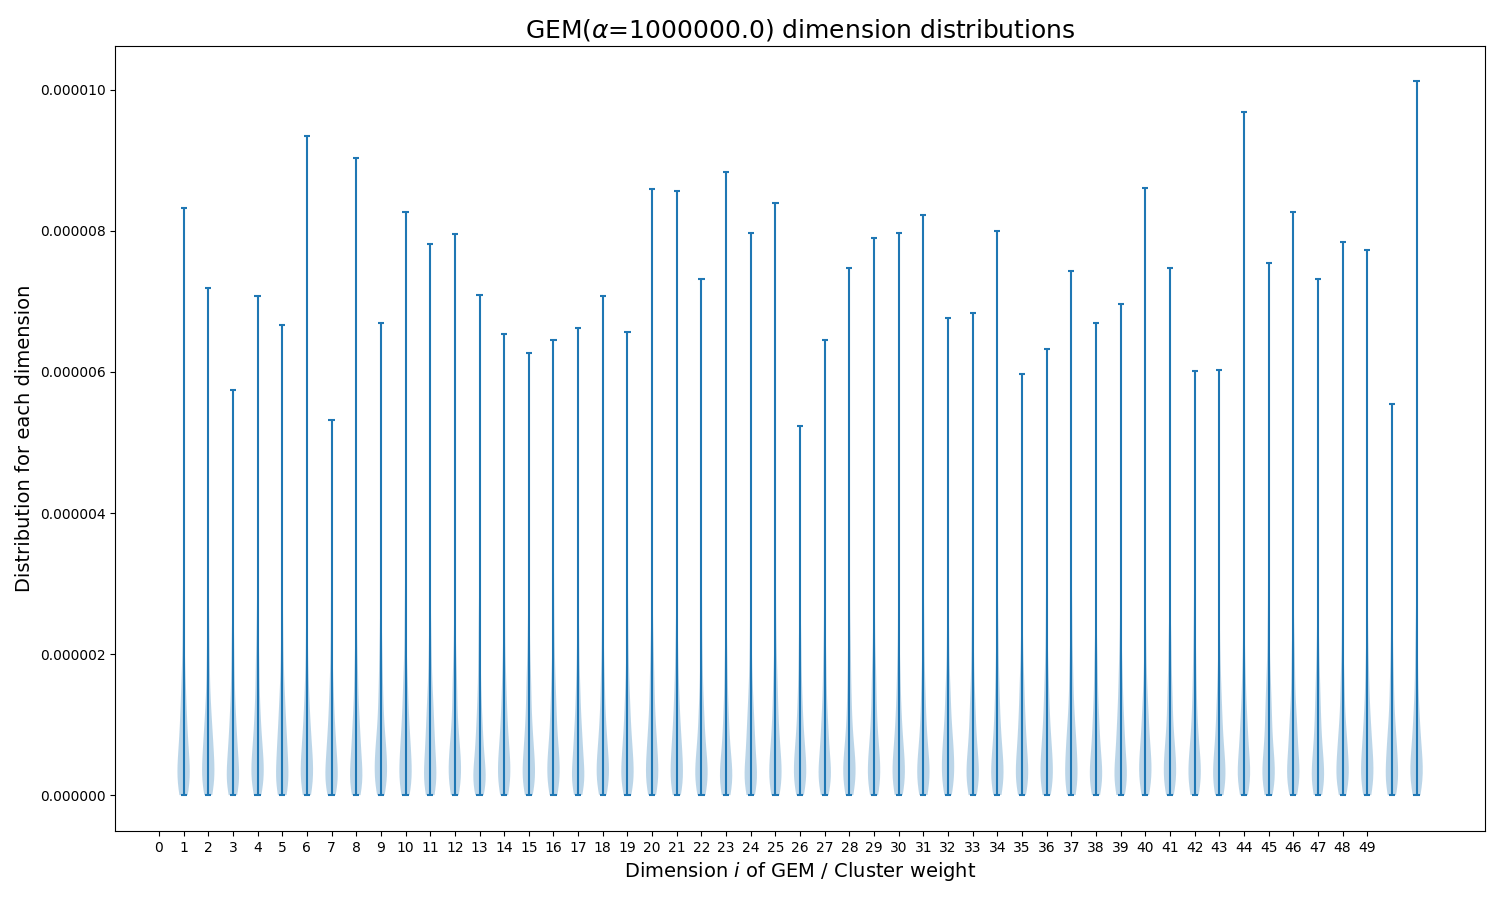 GEM(α=1000000.0) dimension distributions
Distribution for each dimension
0.000010
0.000008
0.000006
0.000004
0.000002
0.000000
0 1 2 3 4 5 6 7 8 9 10 11 12 13 14 15 16 17 18 19 20 21 22 23 24 25 26 27 28 29 30 31 32 33 34 35 36 37 38 39 40 41 42 43 44 45 46 47 48 49
Dimension i of GEM / Cluster weight